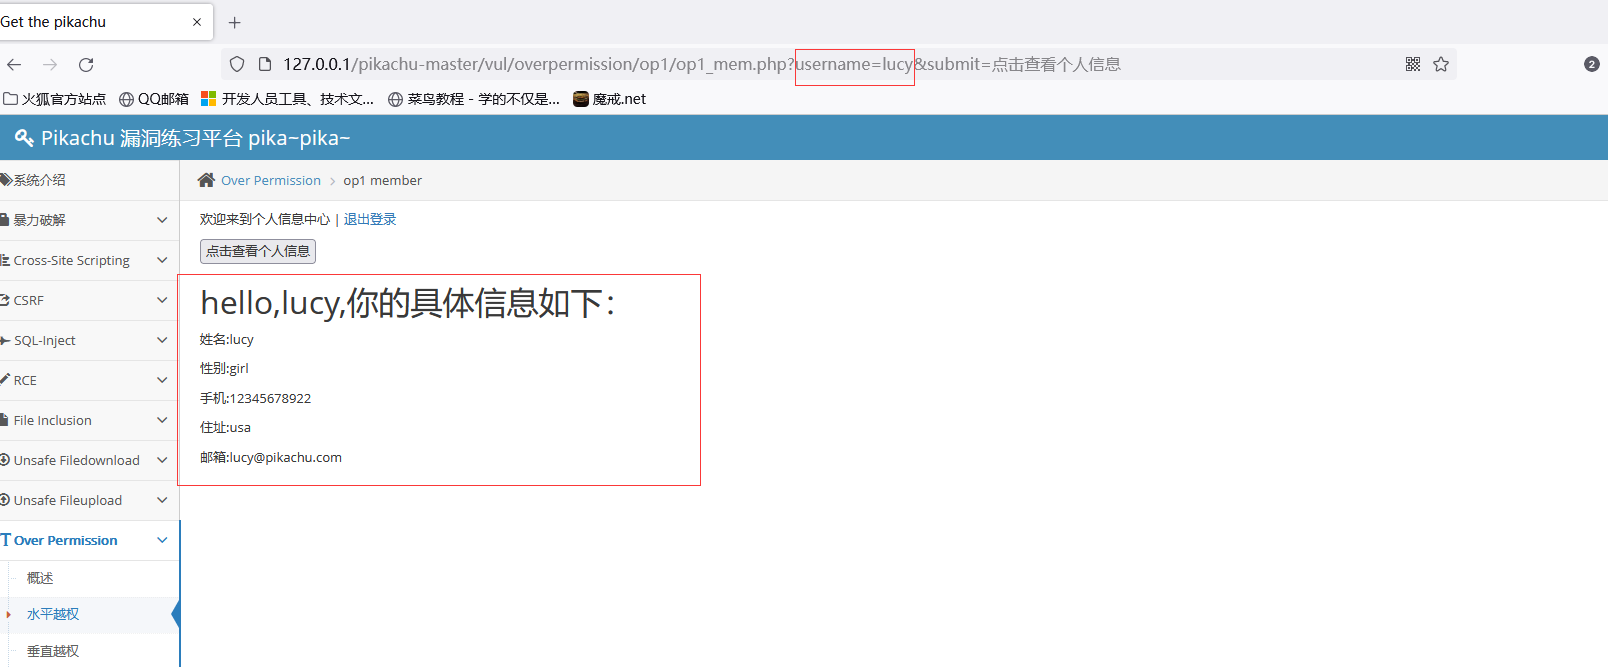 Get the pikachu
127.0.0.1/pikachu-master/vul/overpermission/op1/op1_mem.php?username=lucy&submit=点击查看个人信息
2
火狐官方站点 QQ邮箱 开发人员工具、技术文... 菜鸟教程 - 学的不仅是... 魔戒.net
Pikachu 漏洞练习平台 pika~pika~
系统介绍
暴力破解
Cross-Site Scripting
CSRF
SQL-Inject
RCE
File Inclusion
Unsafe Filedownload
Unsafe Fileupload
Over Permission
概述
水平越权
垂直越权
Over Permission > op1 member
欢迎来到个人信息中心 | 退出登录
点击查看个人信息
hello,lucy,你的具体信息如下：
姓名:lucy
性别:girl
手机:12345678922
住址:usa
邮箱:lucy@pikachu.com